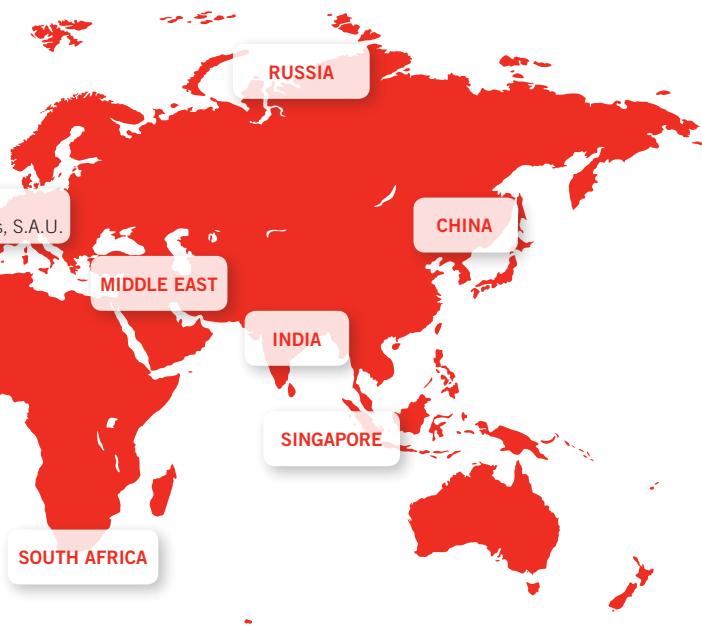 RUSSIA
S.A.U.
CHINA
MIDDLE EAST
INDIA
SINGAPORE
SOUTH AFRICA